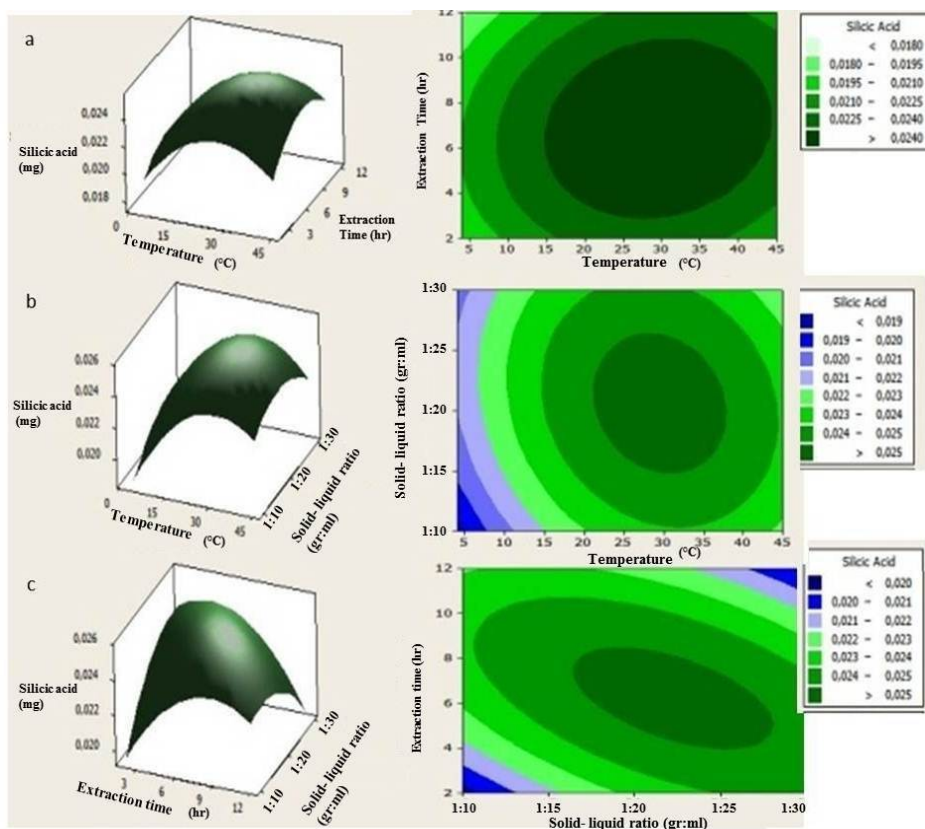 a
0,024
0,022
0,020
0,018
Silicic acid
(mg)
0
15
30
45
Temperature (°C)
3
6
9
12
Extraction
Time (hr)
12
10
8
6
4
2
Extraction Time (hr)
5 10 15 20 25 30 35 40 45
Temperature (°C)
Silcic Acid
< 0,0180
0,0180 – 0,0195
0,0195 – 0,0210
0,0210 – 0,0225
0,0225 – 0,0240
> 0,0240
b
0,026
0,024
0,022
0,020
Silicic acid
(mg)
0
15
30
45
Temperature (°C)
1:10
1:20
1:30
Solid- liquid ratio
(gr:ml)
1:30
1:25
1:20
1:15
1:10
Solid- liquid ratio (gr:ml)
5 10 15 20 25 30 35 40 45
Temperature (°C)
Silicic Acid
< 0,019
0,019 – 0,020
0,020 – 0,021
0,021 – 0,022
0,022 – 0,023
0,023 – 0,024
0,024 – 0,025
> 0,025
c
0,026
0,024
0,022
0,020
Silicic acid
(mg)
3
6
9
12
Extraction time (hr)
1:10
1:20
1:30
Solid- liquid ratio
(gr:ml)
12
10
8
6
4
2
Extraction time (hr)
1:10 1:15 1:20 1:25 1:30
Solid- liquid ratio (gr:ml)
Silicic Acid
< 0,020
0,020 – 0,021
0,021 – 0,022
0,022 – 0,023
0,023 – 0,024
0,024 – 0,025
> 0,025